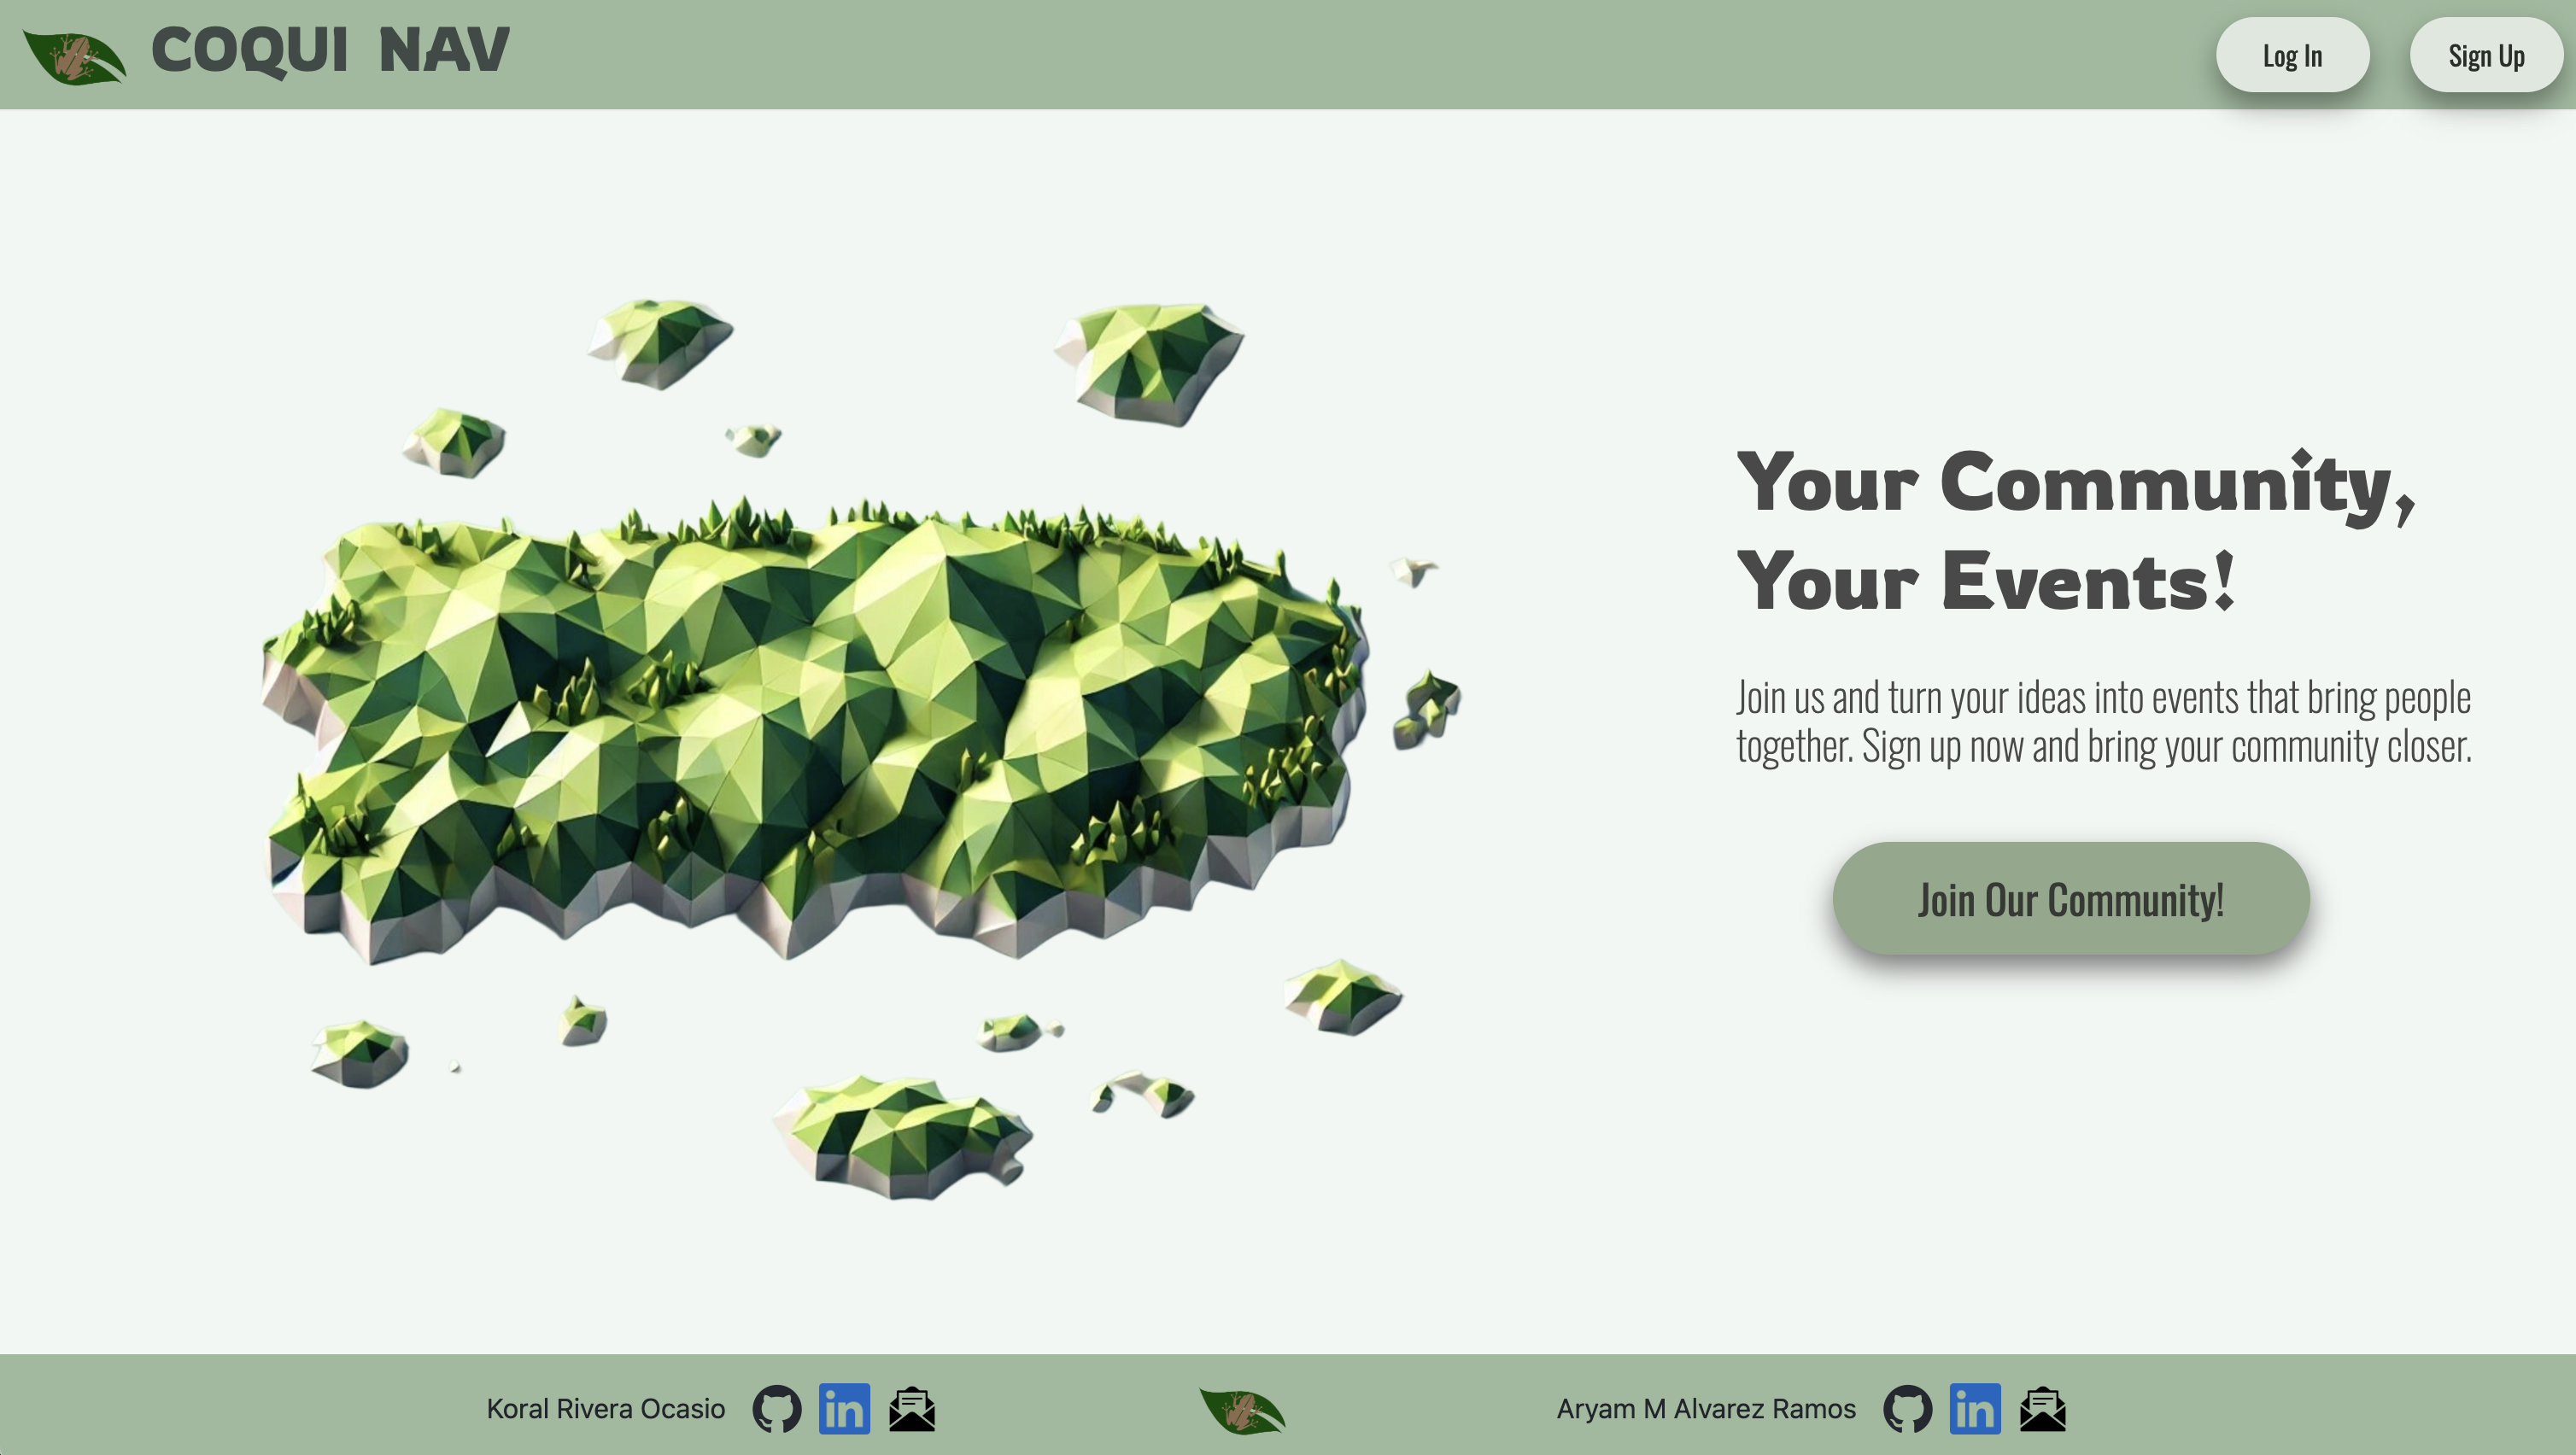 COQUI NAV
Log In
Sign Up
Your Community,
Your Events!
Join us and turn your ideas into events that bring people
together. Sign up now and bring your community closer.
Join Our Community!
Koral Rivera Ocasio
in
Aryam M Alvarez Ramos
in